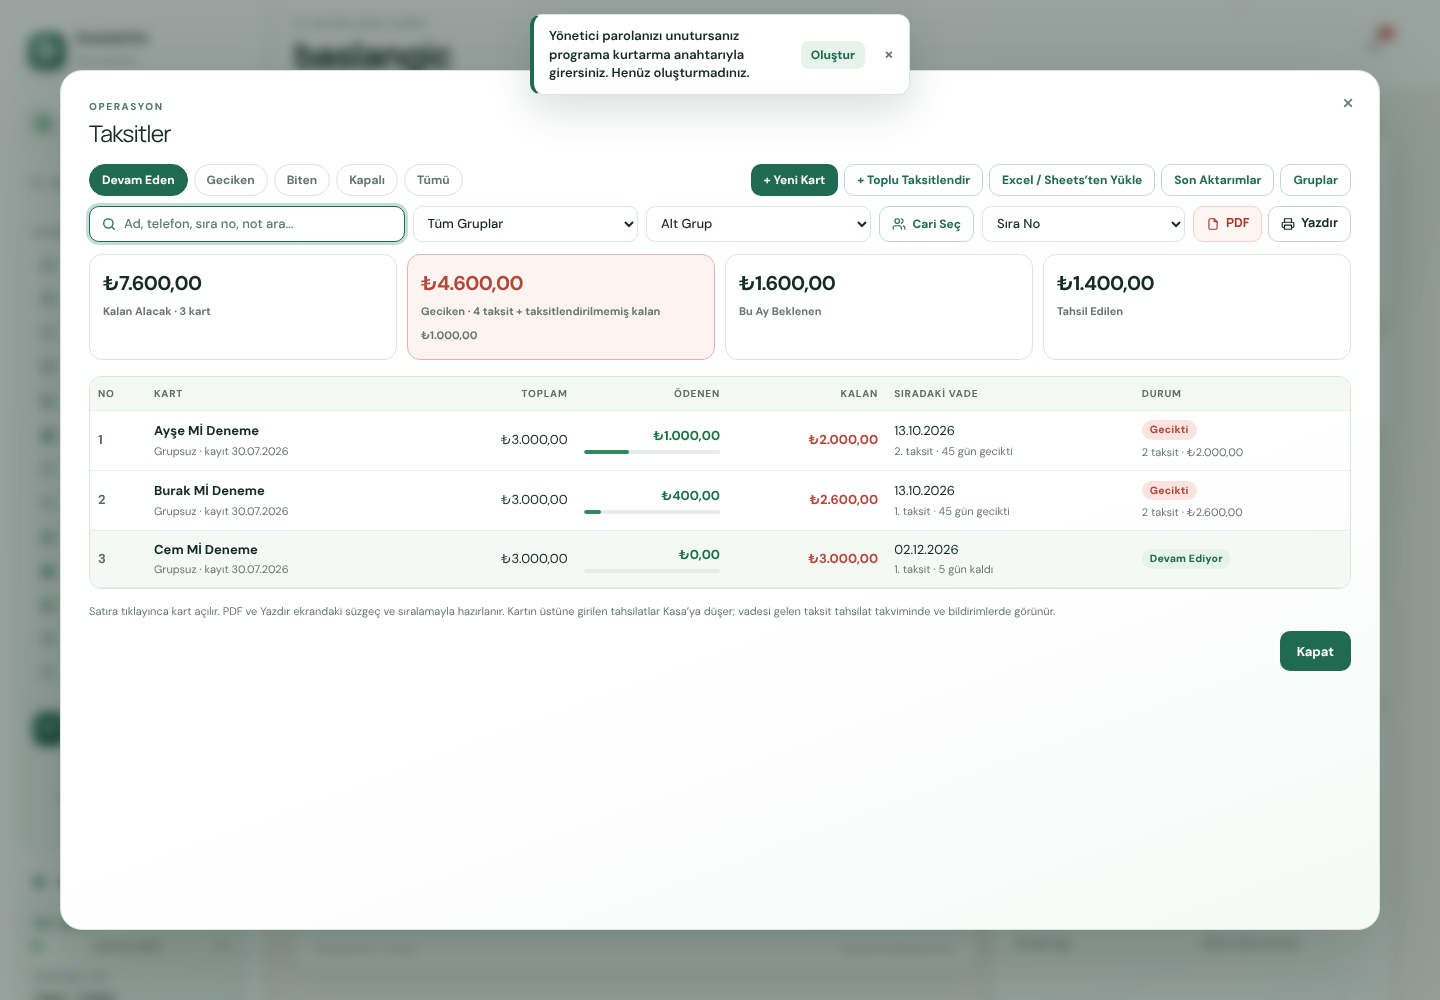 Yönetici parolanızı unutursanız
programa kurtarma anahtarıyla
girersiniz. Henüz oluşturmadınız.
Oluştur
×
OPERASYON
×
Taksitler
Devam Eden
Geciken
Biten
Kapalı
Tümü
+ Yeni Kart
+ Toplu Taksitlendir
Excel / Sheets’ten Yükle
Son Aktarımlar
Gruplar
Ad, telefon, sıra no, not ara…
Tüm Gruplar
Alt Grup
Cari Seç
Sıra No
PDF
Yazdır
₺7.600,00
Kalan Alacak · 3 kart
₺4.600,00
Geciken · 4 taksit + taksitlendirilmemiş kalan
₺1.000,00
₺1.600,00
Bu Ay Beklenen
₺1.400,00
Tahsil Edilen
NO KART TOPLAM ÖDENEN KALAN SIRADAKİ VADE DURUM
1 Ayşe Mİ Deneme ₺3.000,00 ₺1.000,00 ₺2.000,00 13.10.2026 Gecikti
Grupsuz · kayıt 30.07.2026 2. taksit · 45 gün gecikti 2 taksit · ₺2.000,00
2 Burak Mİ Deneme ₺3.000,00 ₺400,00 ₺2.600,00 13.10.2026 Gecikti
Grupsuz · kayıt 30.07.2026 1. taksit · 45 gün gecikti 2 taksit · ₺2.600,00
3 Cem Mİ Deneme ₺3.000,00 ₺0,00 ₺3.000,00 02.12.2026 Devam Ediyor
Grupsuz · kayıt 30.07.2026 1. taksit · 5 gün kaldı
Satıra tıklayınca kart açılır. PDF ve Yazdır ekrandaki süzgeç ve sıralamayla hazırlanır. Kartın üstüne girilen tahsilatlar Kasa’ya düşer; vadesi gelen taksit tahsilat takviminde ve bildirimlerde görünür.
Kapat